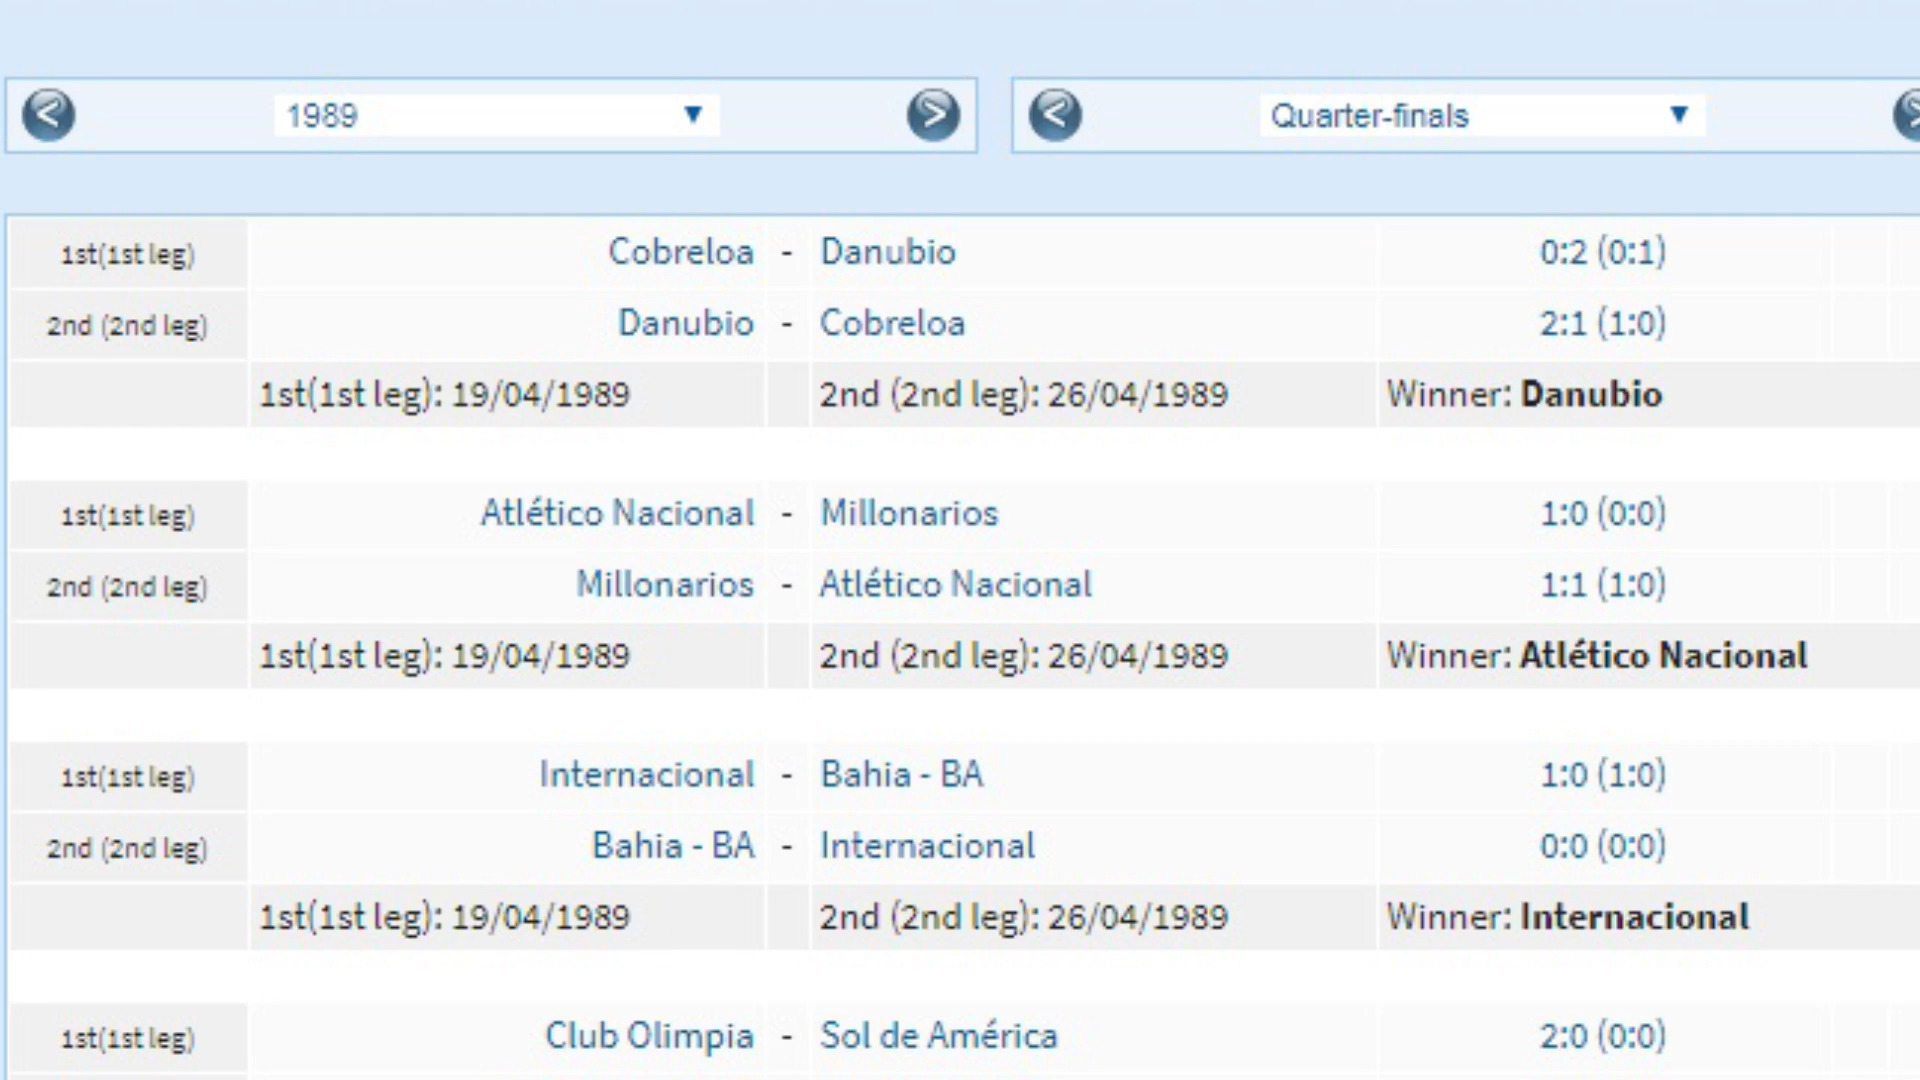 < 1989 ▼ > < Quarter-finals ▼ >
1st(1st leg) Cobreloa - Danubio 0:2 (0:1)
2nd (2nd leg) Danubio - Cobreloa 2:1 (1:0)
1st(1st leg): 19/04/1989 2nd (2nd leg): 26/04/1989 Winner: Danubio
1st(1st leg) Atlético Nacional - Millonarios 1:0 (0:0)
2nd (2nd leg) Millonarios - Atlético Nacional 1:1 (1:0)
1st(1st leg): 19/04/1989 2nd (2nd leg): 26/04/1989 Winner: Atlético Nacional
1st(1st leg) Internacional - Bahia - BA 1:0 (1:0)
2nd (2nd leg) Bahia - BA - Internacional 0:0 (0:0)
1st(1st leg): 19/04/1989 2nd (2nd leg): 26/04/1989 Winner: Internacional
1st(1st leg) Club Olimpia - Sol de América 2:0 (0:0)